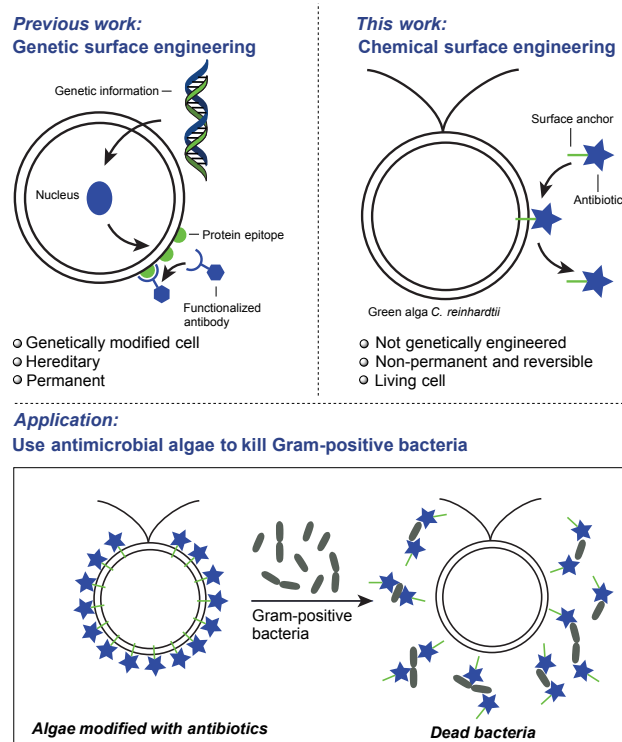 Previous work:
Genetic surface engineering
Genetic information
Nucleus
Protein epitope
Functionalized
antibody
Genetically modified cell
Hereditary
Permanent
This work:
Chemical surface engineering
Surface anchor
Antibiotic
Green alga C. reinhardtii
Not genetically engineered
Non-permanent and reversible
Living cell
Application:
Use antimicrobial algae to kill Gram-positive bacteria
Gram-positive
bacteria
Algae modified with antibiotics
Dead bacteria